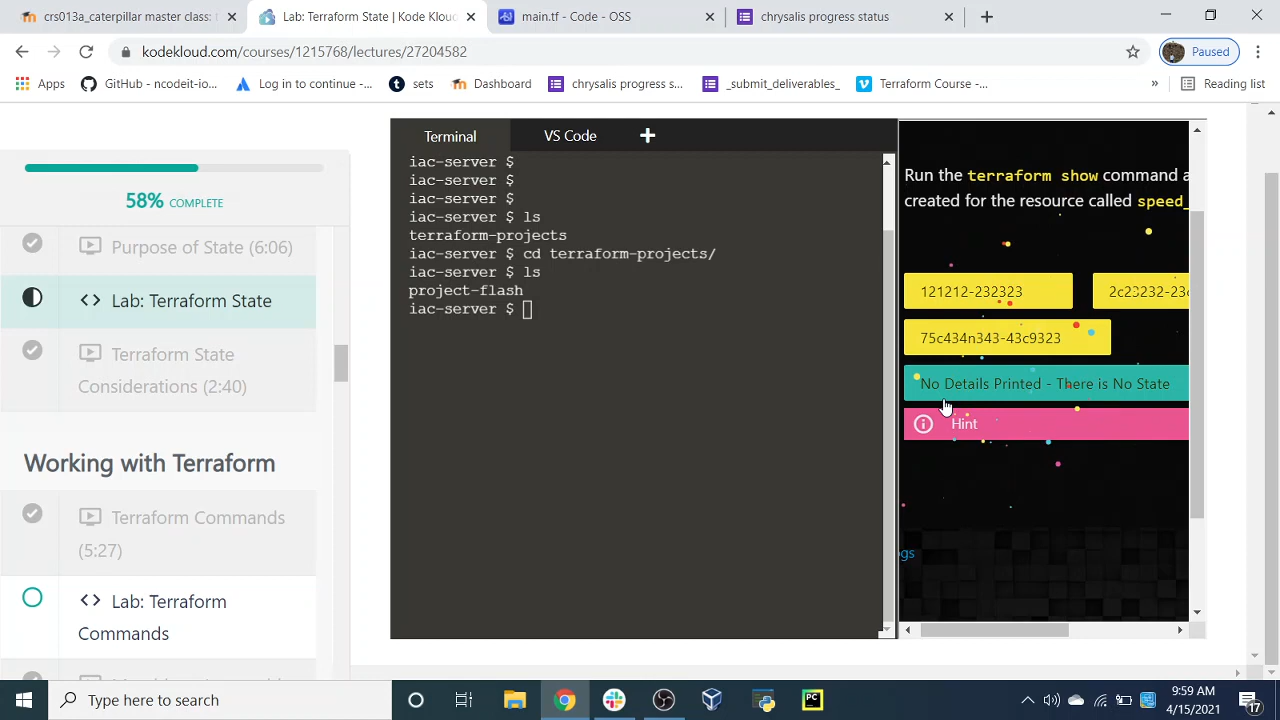 ts013a_caterpillar master class: t
Lab: Terraform State | Kode Kloud
main.tf - Code - OSS
chrysalis progress status
kodekloud.com/courses/1215768/lectures/27204582
Paused
Apps
GitHub - ncodeit-io...
Log in to continue -...
sets
Dashboard
chrysalis progress s...
_submit_deliverables_
Terraform Course -...
»
Reading list
58% COMPLETE
Purpose of State (6:06)
Lab: Terraform State
Terraform State
Considerations (2:40)
Working with Terraform
Terraform Commands
(5:27)
Lab: Terraform
Commands
Terminal
VS Code
iac-server $
iac-server $
iac-server $
iac-server $ ls
terraform-projects
iac-server $ cd terraform-projects/
iac-server $ ls
project-flash
iac-server $
Run the terraform show command a
created for the resource called speed_
121212-232323
2c23232-23c
75c434n343-43c9323
No Details Printed - There is No State
Hint
ogs
Type here to search
9:59 AM
4/15/2021
17